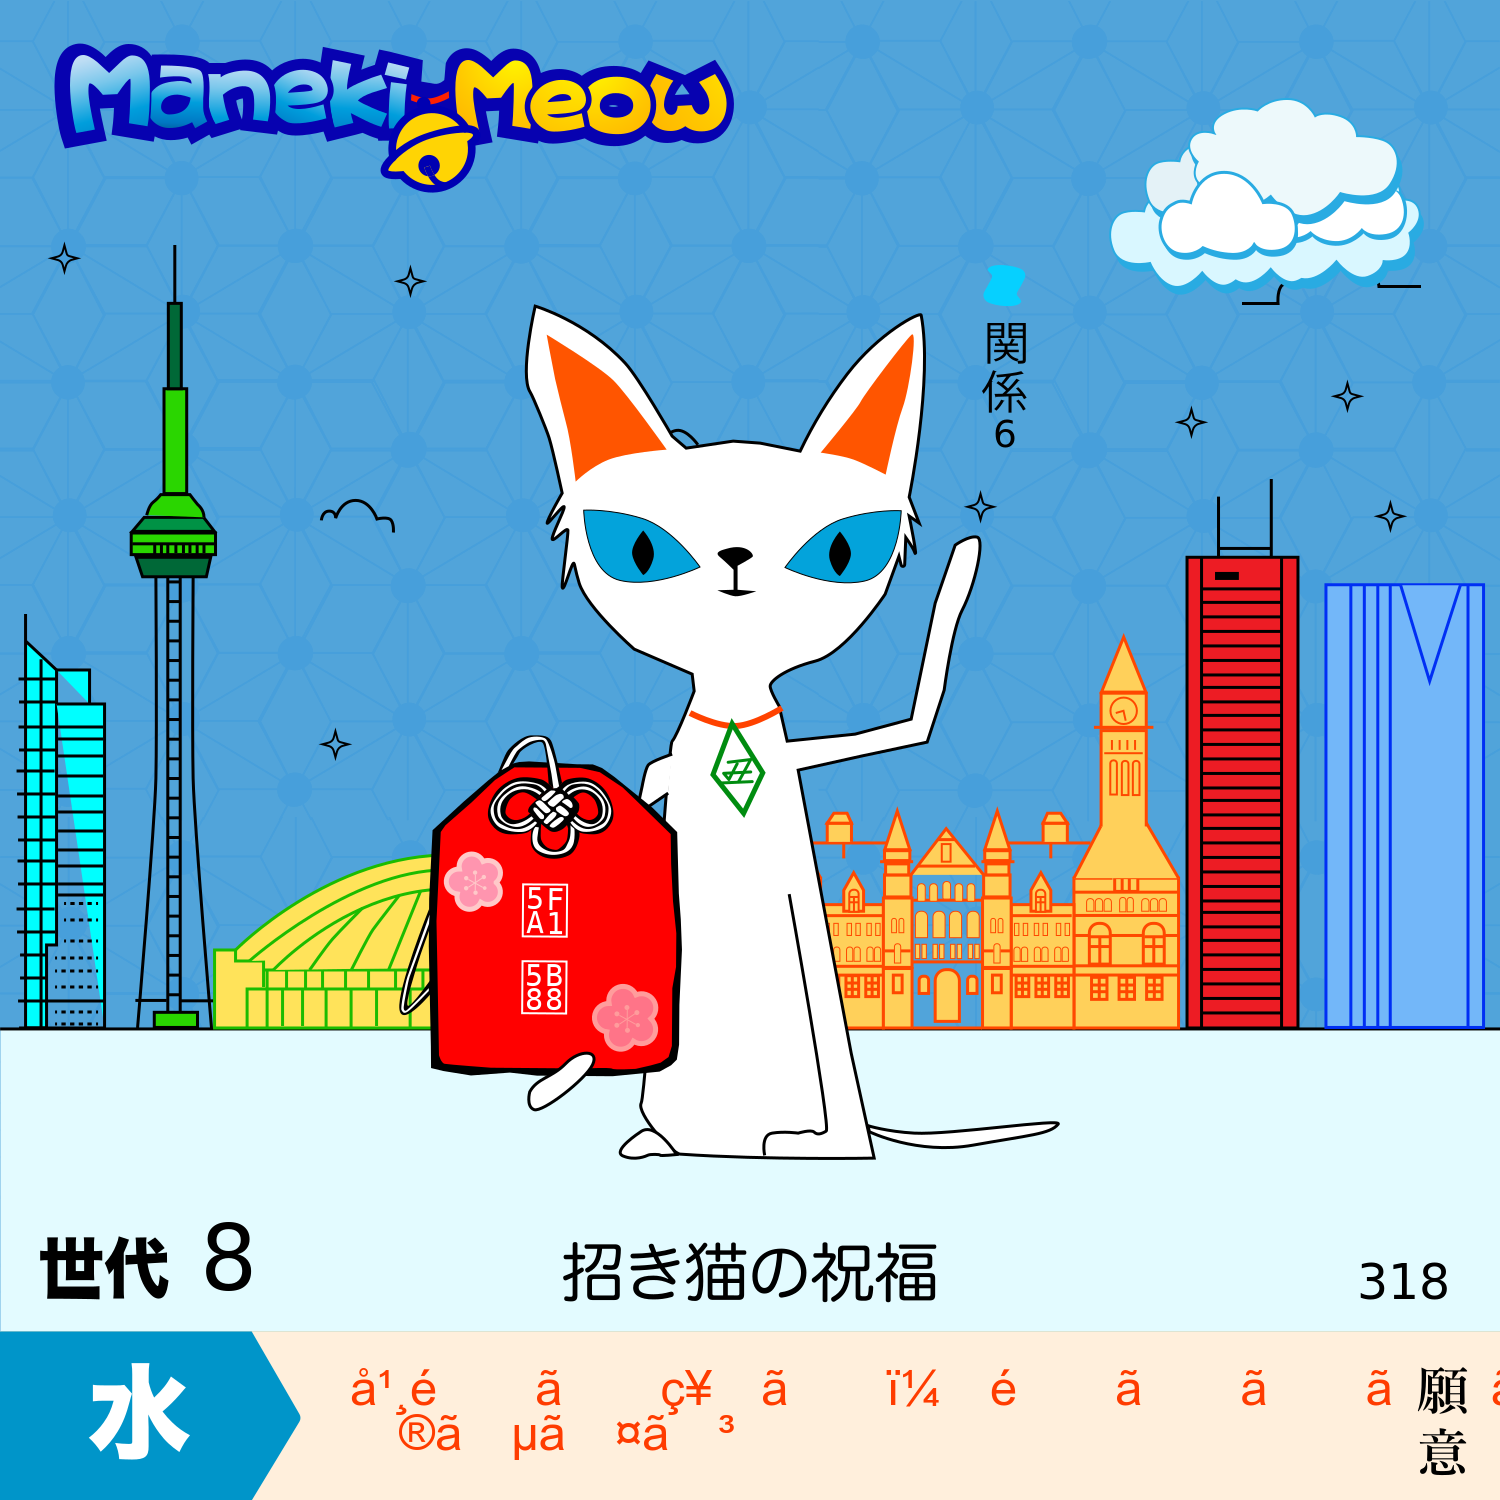 Maneki-Meow
関係6
5F
A1
5B
88
世代 8
招き猫の祝福
318
水
å¹¸é ã ç¥ ã ï¼ é ã ã ã
®ã µã ¤ã ³
願意